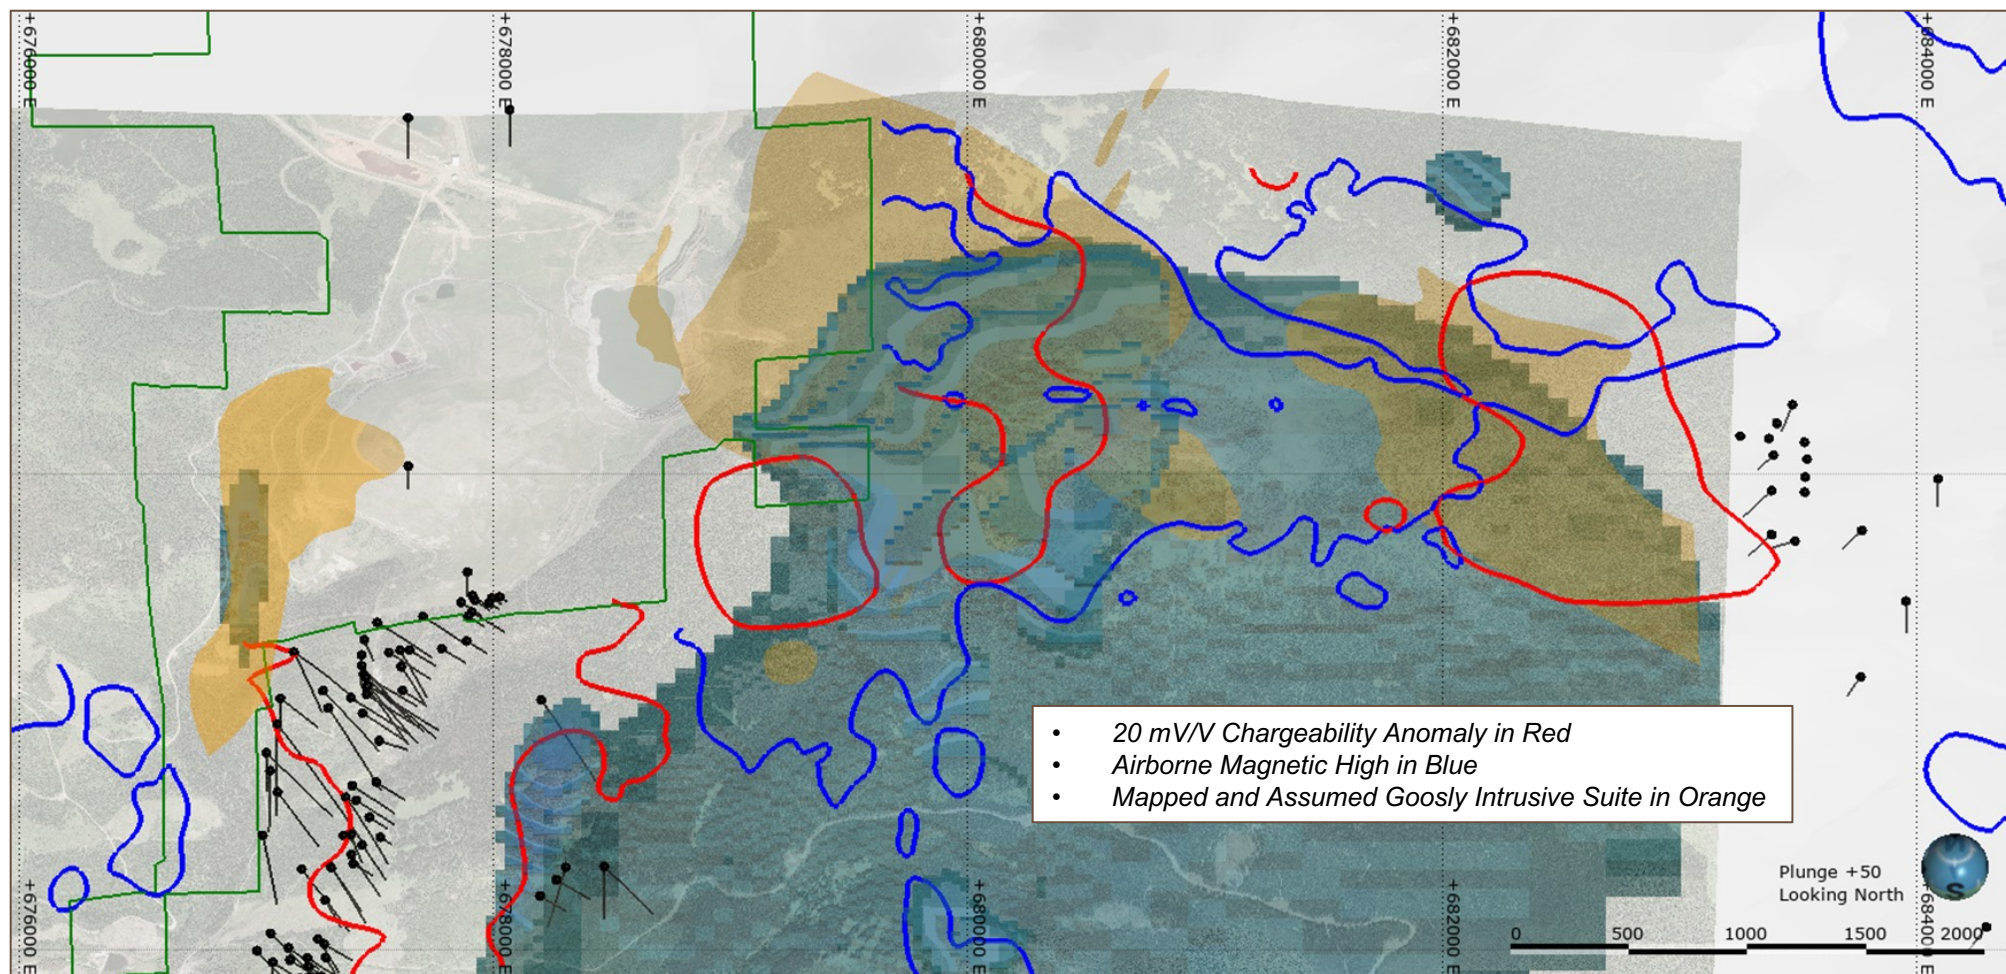 +676000 E
+678000 E
+680000 E
+682000 E
+684000 E
• 20 mV/V Chargeability Anomaly in Red
• Airborne Magnetic High in Blue
• Mapped and Assumed Goosly Intrusive Suite in Orange
Plunge +50
Looking North
S
0 500 1000 1500 2000
+676000 E
+678000 E
+680000 E
+682000 E
+684000 E